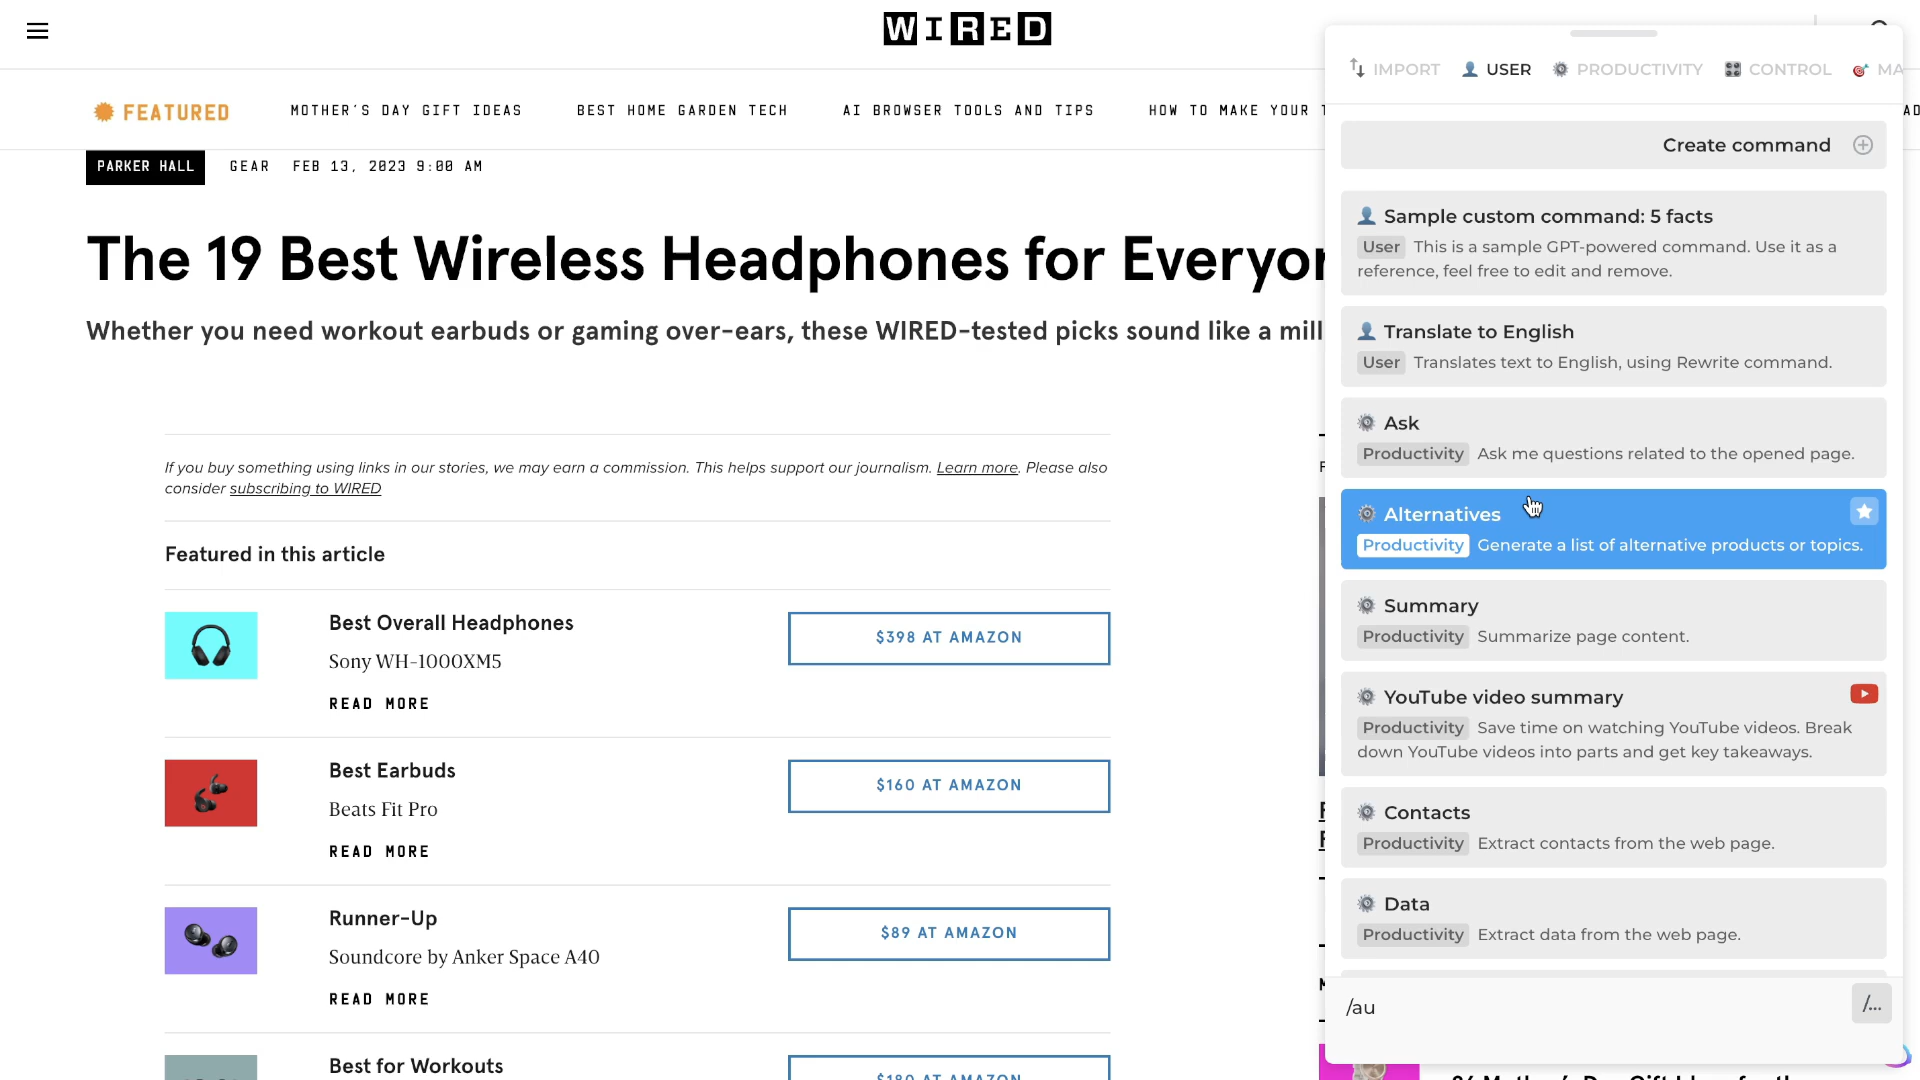 WIRED
FEATURED
MOTHER'S DAY GIFT IDEAS
BEST HOME GARDEN TECH
AI BROWSER TOOLS AND TIPS
HOW TO MAKE YOUR
PARKER HALL
GEAR
FEB 13, 2023 9:00 AM
The 19 Best Wireless Headphones for Everyon
Whether you need workout earbuds or gaming over-ears, these WIRED-tested picks sound like a mill
If you buy something using links in our stories, we may earn a commission. This helps support our journalism. Learn more. Please also
consider subscribing to WIRED
Featured in this article
Best Overall Headphones
Sony WH-1000XM5
READ MORE
$398 AT AMAZON
Best Earbuds
Beats Fit Pro
READ MORE
$160 AT AMAZON
Runner-Up
Soundcore by Anker Space A40
READ MORE
$89 AT AMAZON
Best for Workouts
$180 AT AMAZON
IMPORT
USER
PRODUCTIVITY
CONTROL
MA
Create command
Sample custom command: 5 facts
User This is a sample GPT-powered command. Use it as a
reference, feel free to edit and remove.
Translate to English
User Translates text to English, using Rewrite command.
Ask
Productivity Ask me questions related to the opened page.
Alternatives
Productivity Generate a list of alternative products or topics.
Summary
Productivity Summarize page content.
YouTube video summary
Productivity Save time on watching YouTube videos. Break
down YouTube videos into parts and get key takeaways.
Contacts
Productivity Extract contacts from the web page.
Data
Productivity Extract data from the web page.
/au
/...